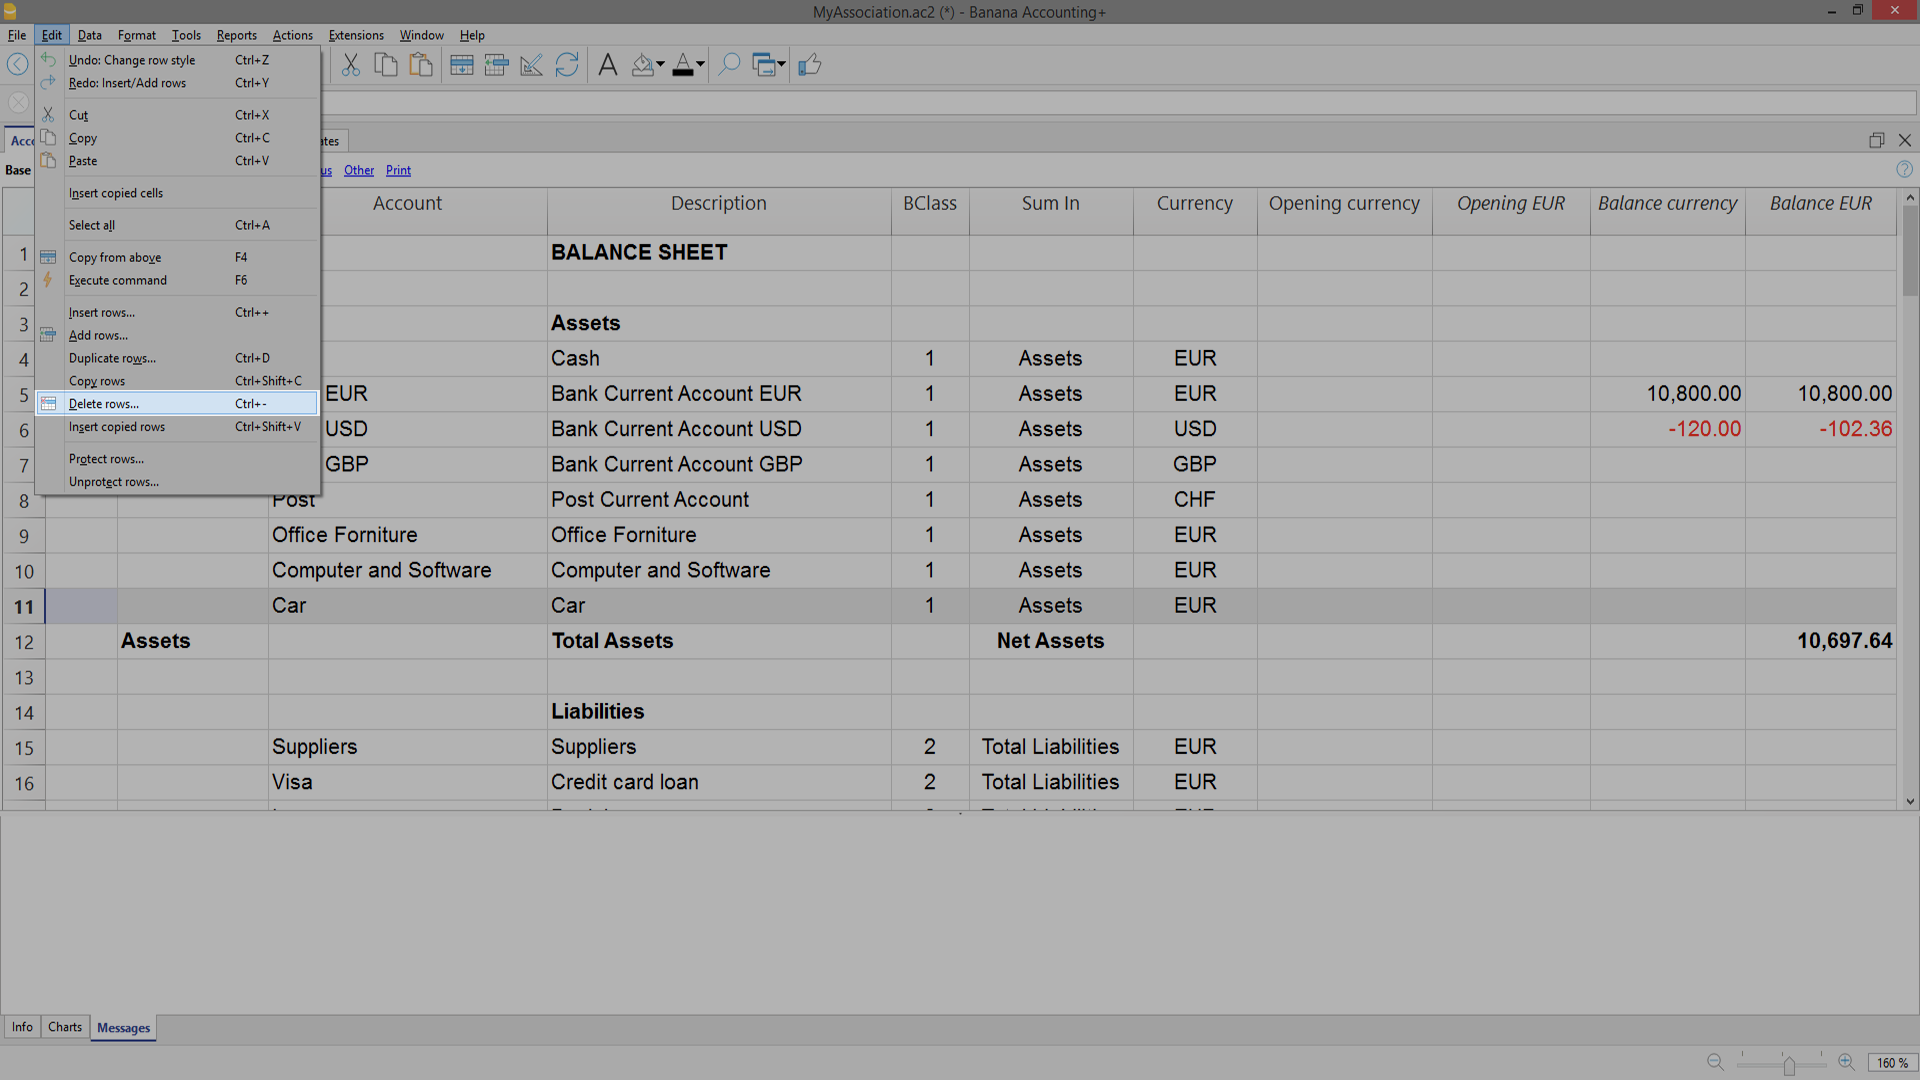 MyAssociation.ac2 (*) - Banana Accounting+
File Edit Data Format Tools Reports Actions Extensions Window Help
Undo: Change row style Ctrl+Z
Redo: Insert/Add rows Ctrl+Y
Cut Ctrl+X
Copy Ctrl+C
Paste Ctrl+V
Insert copied cells
Select all Ctrl+A
Copy from above F4
Execute command F6
Insert rows... Ctrl++
Add rows...
Duplicate rows... Ctrl+D
Copy rows Ctrl+Shift+C
Delete rows... Ctrl+-
Insert copied rows Ctrl+Shift+V
Protect rows...
Unprotect rows...
Acco ates
Base us Other Print
Account Description BClass Sum In Currency Opening currency Opening EUR Balance currency Balance EUR
1 BALANCE SHEET
2
3 Assets
4 Cash 1 Assets EUR
5 EUR Bank Current Account EUR 1 Assets EUR 10,800.00 10,800.00
6 USD Bank Current Account USD 1 Assets USD -120.00 -102.36
7 GBP Bank Current Account GBP 1 Assets GBP
8 Post Post Current Account 1 Assets CHF
9 Office Forniture Office Forniture 1 Assets EUR
10 Computer and Software Computer and Software 1 Assets EUR
11 Car Car 1 Assets EUR
12 Assets Total Assets Net Assets 10,697.64
13
14 Liabilities
15 Suppliers Suppliers 2 Total Liabilities EUR
16 Visa Credit card loan 2 Total Liabilities EUR
Info Charts Messages
160 %